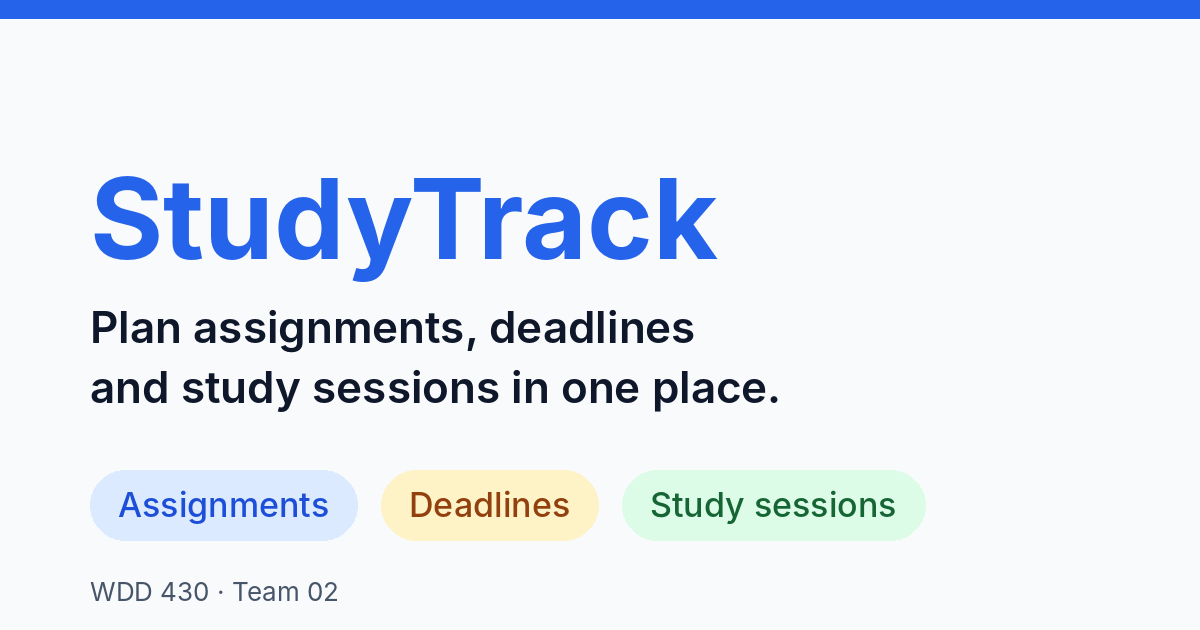 StudyTrack
Plan assignments, deadlines
and study sessions in one place.
Assignments Deadlines Study sessions
WDD 430 · Team 02